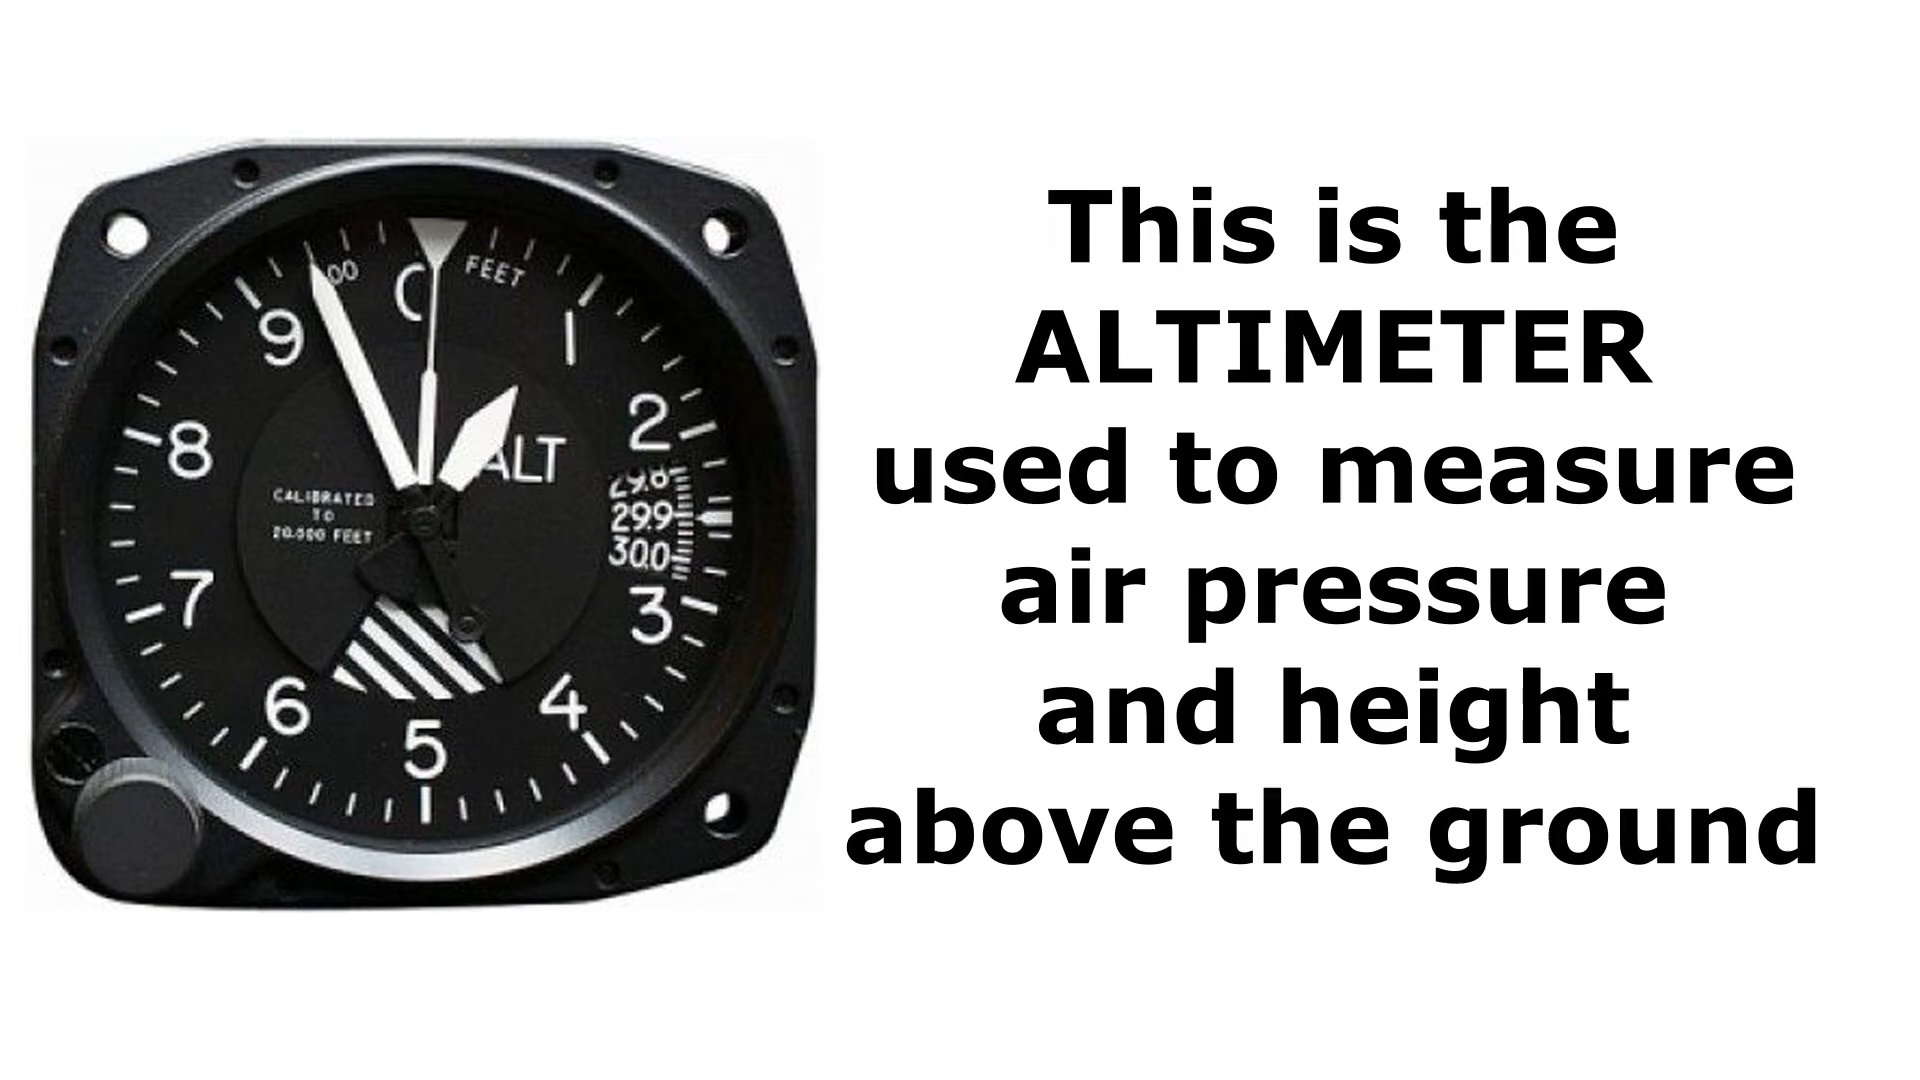 00
FEET
0
9
1
ALT
8
2
29.8
CALIBRATED
TO
20,000 FEET
29.9
30.0
7
3
6
4
5
This is the
ALTIMETER
used to measure
air pressure
and height
above the ground